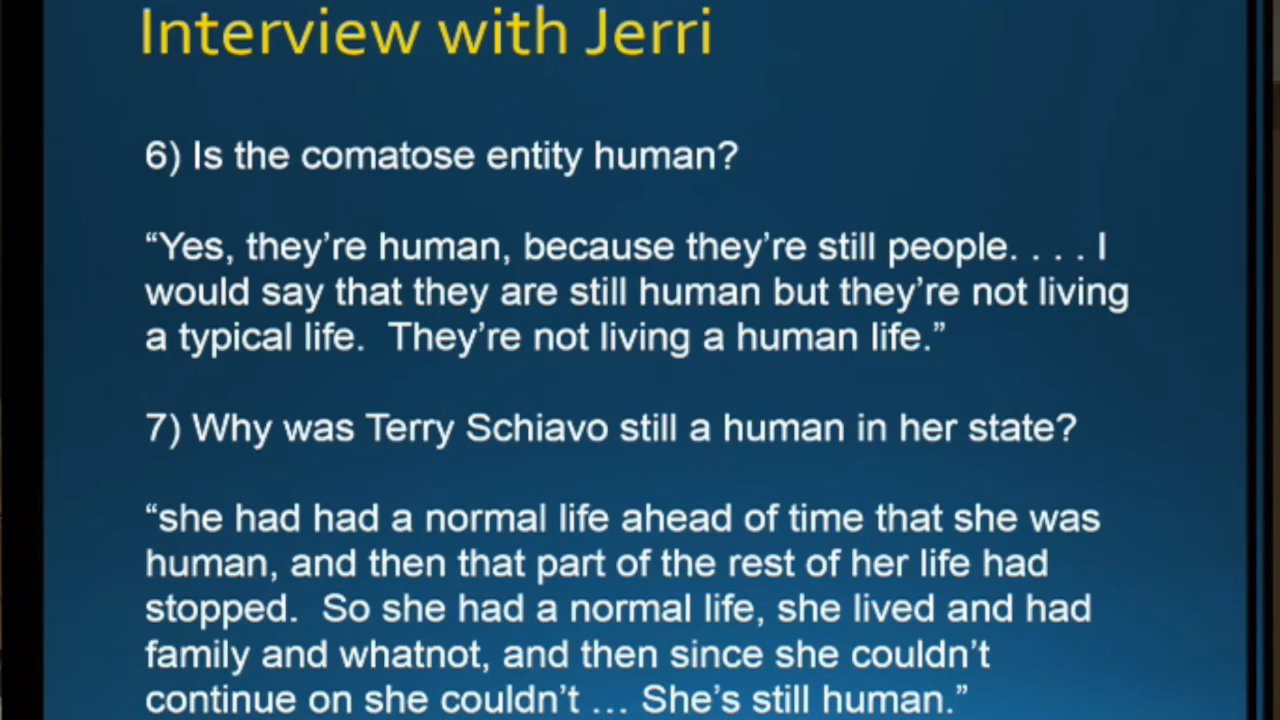 Interview with Jerri
6) Is the comatose entity human?
“Yes, they’re human, because they’re still people. . . . I
would say that they are still human but they’re not living
a typical life.  They’re not living a human life.”
7) Why was Terry Schiavo still a human in her state?
“she had had a normal life ahead of time that she was
human, and then that part of the rest of her life had
stopped.  So she had a normal life, she lived and had
family and whatnot, and then since she couldn’t
continue on she couldn’t … She’s still human.”